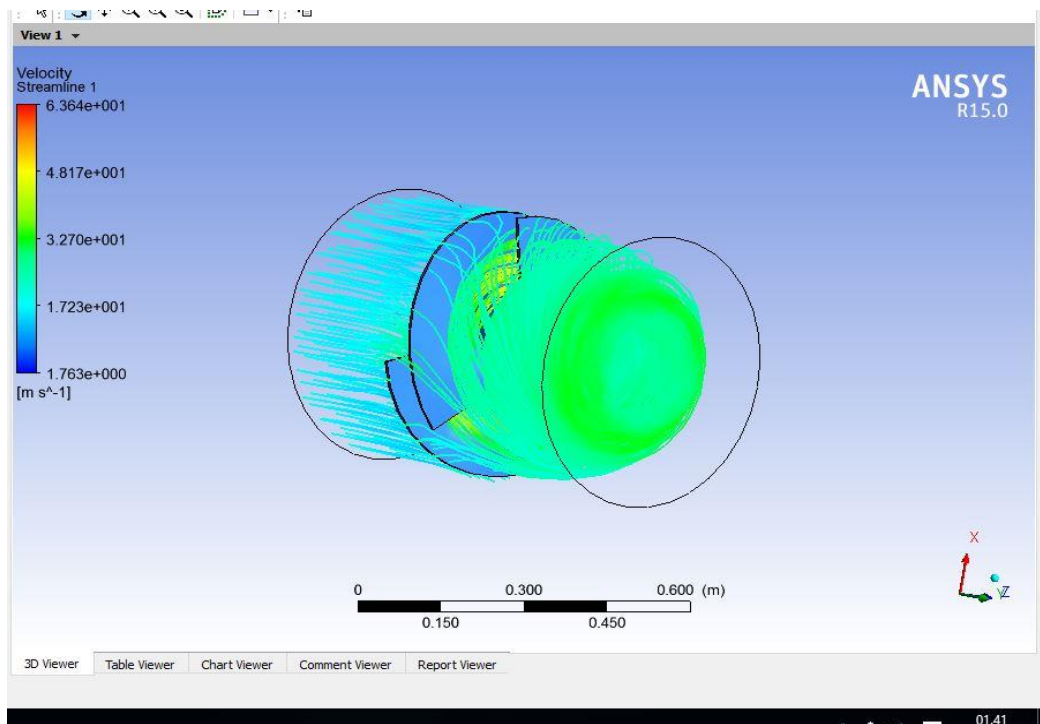 View 1
Velocity
Streamline 1
6.364e+001
4.817e+001
3.270e+001
1.723e+001
1.763e+000
[m s^-1]
ANSYS
R15.0
X
Y Z
0 0.300 0.600 (m)
0.150 0.450
3D Viewer Table Viewer Chart Viewer Comment Viewer Report Viewer
01.41